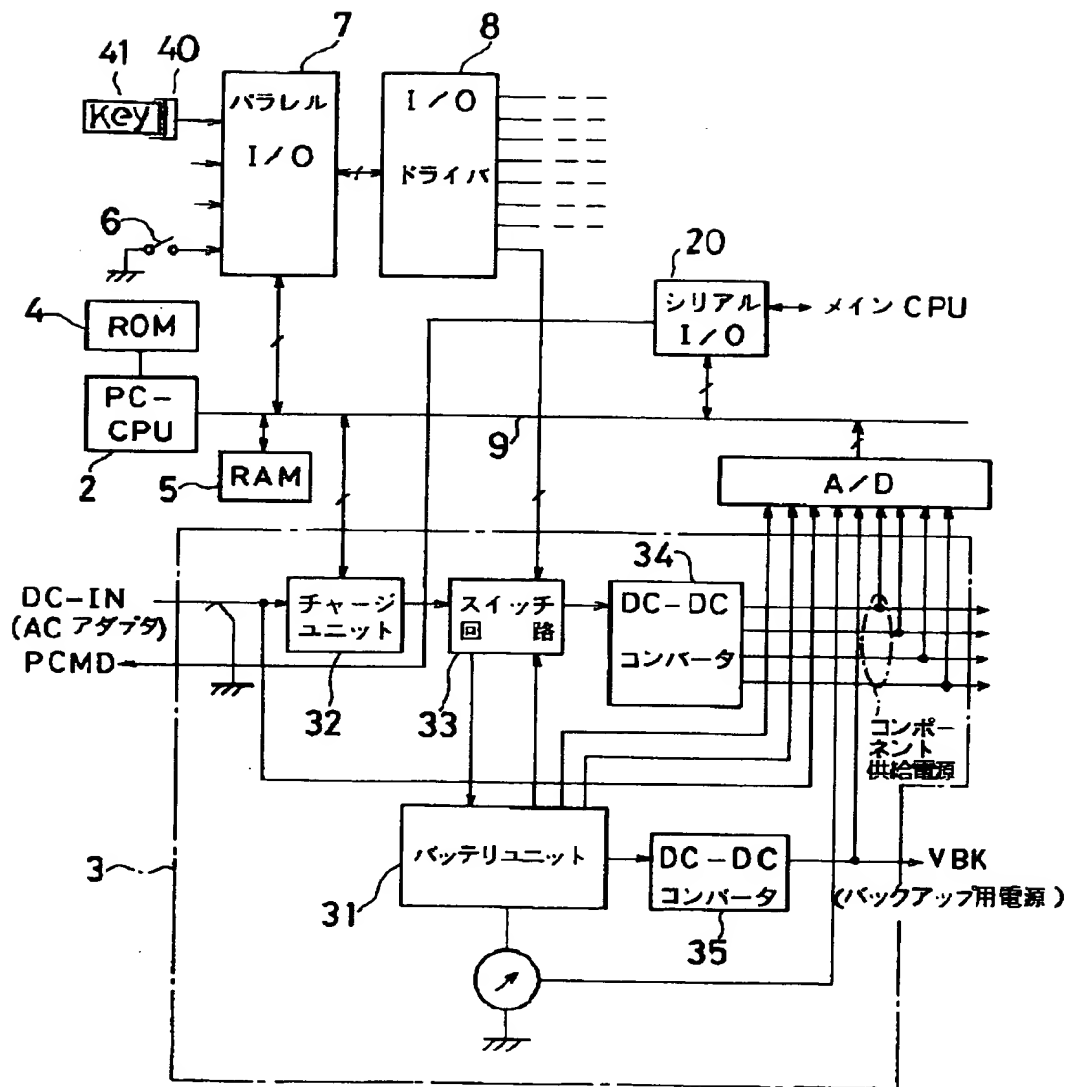 41
40
7
8
Key
パラレル
I/O
I/O
ドライバ
6
20
シリアル
I/O
メイン CPU
4
ROM
PC-
CPU
2
5
RAM
9
A/D
34
DC-IN
(AC アダプタ)
PCMD
チャージ
ユニット
32
スイッチ
回路
33
DC-DC
コンバータ
コンポー
ネント
供給電源
3
バッテリユニット
31
DC-DC
コンバータ
35
VBK
(バックアップ用電源)